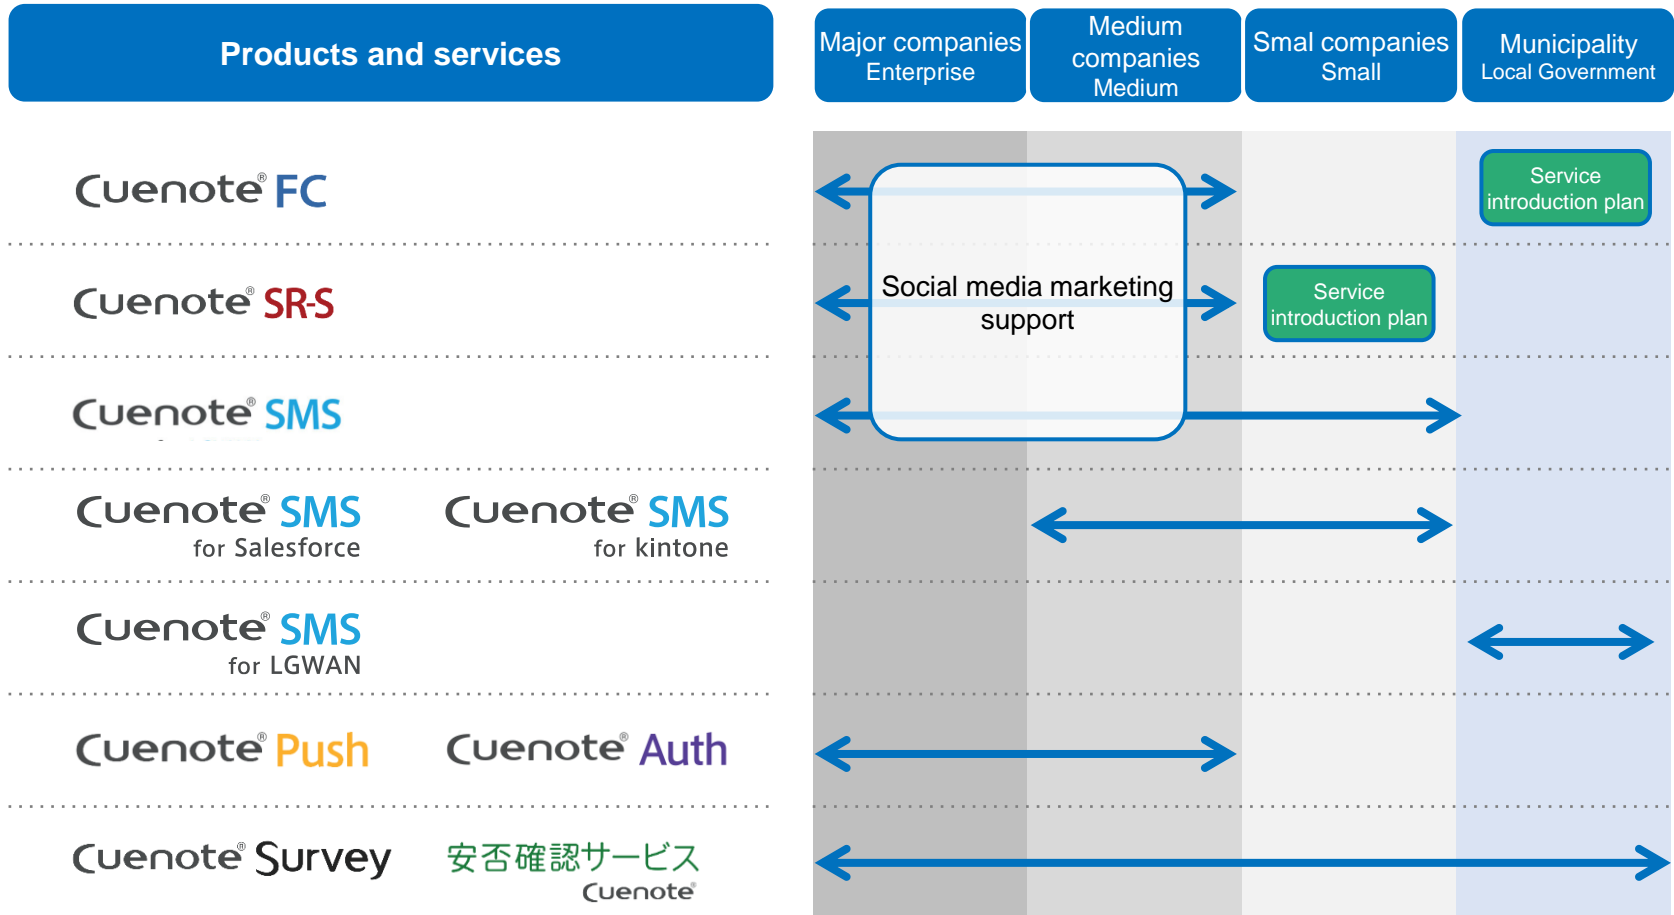 Products and services
Major companies
Enterprise
Medium
companies
Medium
Smal companies
Small
Municipality
Local Government
Cuenote® FC
Service
introduction plan
Cuenote® SR-S
Social media marketing
support
Service
introduction plan
Cuenote® SMS
Cuenote® SMS
for Salesforce
Cuenote® SMS
for kintone
Cuenote® SMS
for LGWAN
Cuenote® Push
Cuenote® Auth
Cuenote® Survey
安否確認サービス
Cuenote®